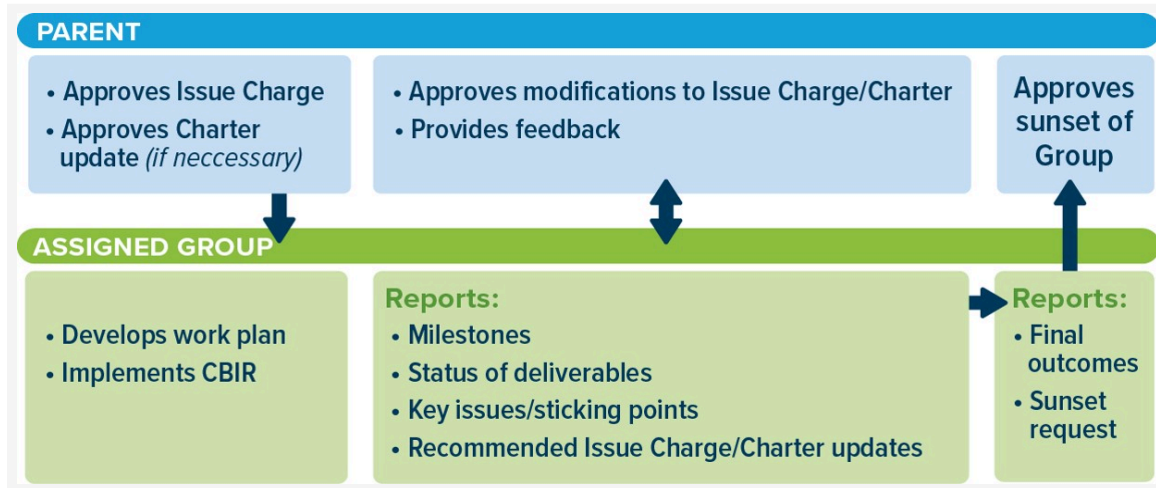 PARENT
• Approves Issue Charge
• Approves Charter
update (if neccessary)
• Approves modifications to Issue Charge/Charter
• Provides feedback
Approves
sunset of
Group
ASSIGNED GROUP
• Develops work plan
• Implements CBIR
Reports:
• Milestones
• Status of deliverables
• Key issues/sticking points
• Recommended Issue Charge/Charter updates
Reports:
• Final
outcomes
• Sunset
request